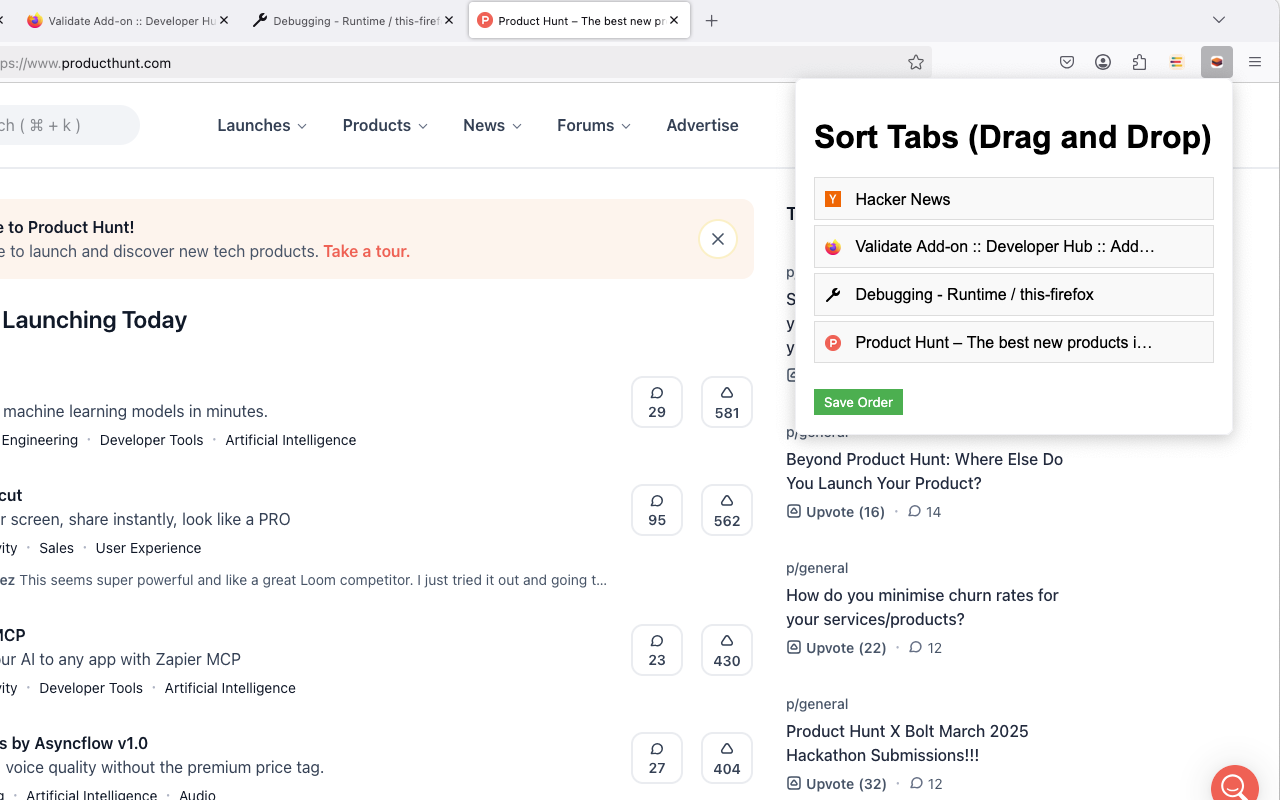 Validate Add-on :: Developer Hu
Debugging - Runtime / this-firef
Product Hunt – The best new pr
ps://www.producthunt.com
ch ( ⌘ + k )
Launches
Products
News
Forums
Advertise
Sort Tabs (Drag and Drop)
Y Hacker News
Validate Add-on :: Developer Hub :: Add…
Debugging - Runtime / this-firefox
P Product Hunt – The best new products i…
Save Order
e to Product Hunt!
e to launch and discover new tech products. Take a tour.
Launching Today
machine learning models in minutes.
Engineering · Developer Tools · Artificial Intelligence
29
581
cut
r screen, share instantly, look like a PRO
ity · Sales · User Experience
ez This seems super powerful and like a great Loom competitor. I just tried it out and going t...
95
562
MCP
ur AI to any app with Zapier MCP
ity · Developer Tools · Artificial Intelligence
23
430
s by Asyncflow v1.0
voice quality without the premium price tag.
g · Artificial Intelligence · Audio
27
404
T
p/
S
y
y
p/general
Beyond Product Hunt: Where Else Do
You Launch Your Product?
Upvote (16) · 14
p/general
How do you minimise churn rates for
your services/products?
Upvote (22) · 12
p/general
Product Hunt X Bolt March 2025
Hackathon Submissions!!!
Upvote (32) · 12